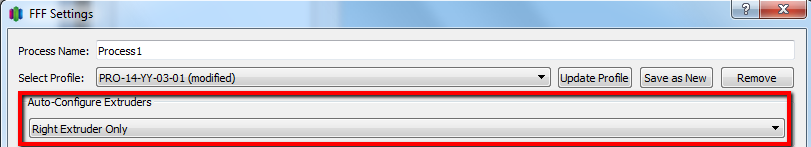 FFF Settings
Process Name: Process1
Select Profile: PRO-14-YY-03-01 (modified) Update Profile Save as New Remove
Auto-Configure Extruders
Right Extruder Only